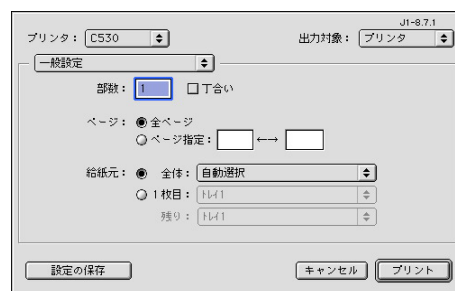 J1-8.7.1
プリンタ： C530 出力対象： プリンタ
一般設定
部数： 1 丁合い
ページ： 全ページ
ページ指定： ←→
給紙元： 全体： 自動選択
1枚目： トレイ1
残り： トレイ1
設定の保存 キャンセル プリント